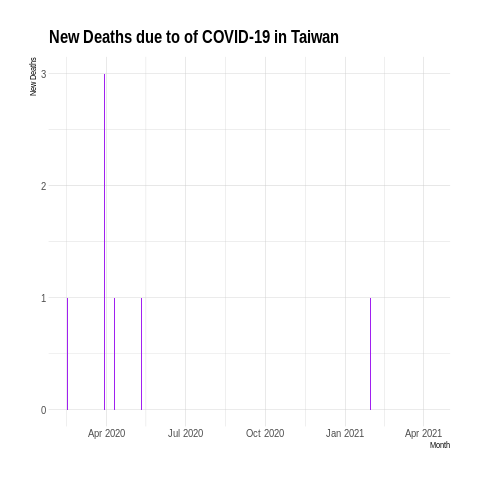 New Deaths due to of COVID-19 in Taiwan
New Deaths
3
2
1
0
Apr 2020
Jul 2020
Oct 2020
Jan 2021
Apr 2021
Month